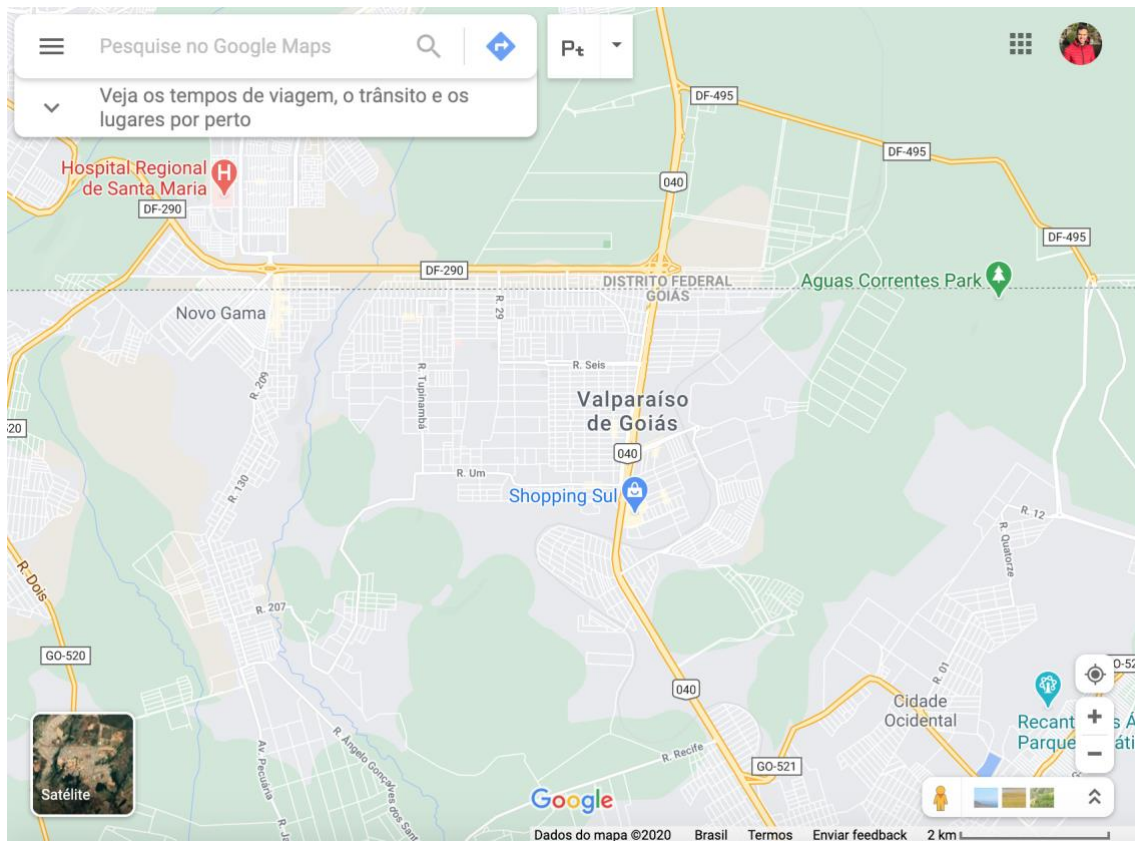 Pesquise no Google Maps
Pt
Veja os tempos de viagem, o trânsito e os
lugares por perto
DF-495
DF-495
Hospital Regional
de Santa Maria
H
040
DF-290
DF-495
DF-290
DISTRITO FEDERAL
GOIÁS
Aguas Correntes Park
Novo Gama
R. 29
R. Seis
R. Tupinambá
R. 209
Valparaíso
de Goiás
20
040
R. Um
R. 130
Shopping Sul
R. 12
R. Quatorze
R. Dois
R. 207
GO-520
R. 01
040
Cidade
Ocidental
Recant
Parque
Satélite
Av. Pecuária
R. Ângelo Gonçalves dos Sant
R. Recife
GO-521
Google
Dados do mapa ©2020 Brasil Termos Enviar feedback 2 km